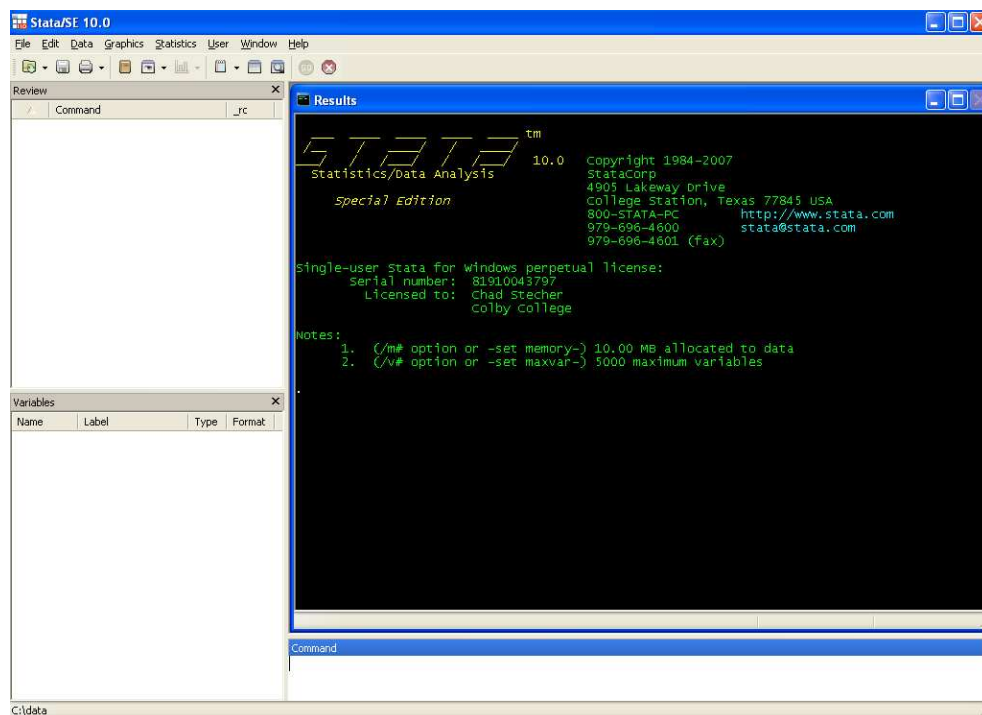 Stata/SE 10.0
File Edit Data Graphics Statistics User Window Help
Review
Command _rc
Variables
Name Label Type Format
Results
STATA tm
10.0 Copyright 1984-2007
Statistics/Data Analysis StataCorp
4905 Lakeway Drive
Special Edition College Station, Texas 77845 USA
800-STATA-PC http://www.stata.com
979-696-4600 stata@stata.com
979-696-4601 (fax)
Single-user Stata for Windows perpetual license:
Serial number: 81910043797
Licensed to: Chad Stecher
Colby College
Notes:
1. (/m# option or -set memory-) 10.00 MB allocated to data
2. (/v# option or -set maxvar-) 5000 maximum variables
.
Command
C:\data